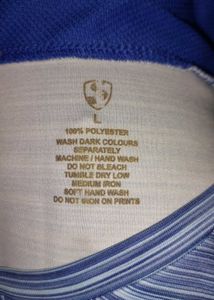 L
100% POLYESTER
WASH DARK COLOURS
SEPARATELY
MACHINE / HAND WASH
DO NOT BLEACH
TUMBLE DRY LOW
MEDIUM IRON
SOFT HAND WASH
DO NOT IRON ON PRINTS